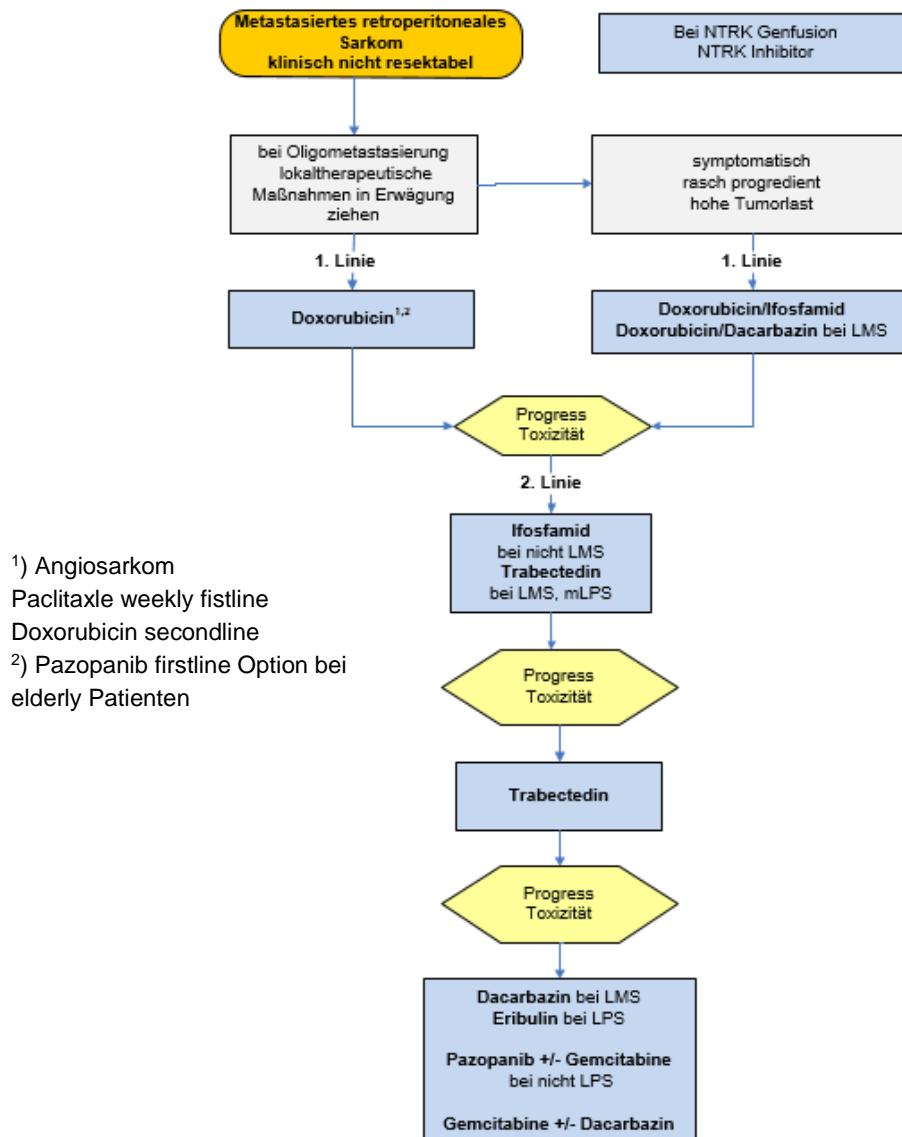 Metastasiertes retroperitoneales
Sarkom
klinisch nicht resektabel
Bei NTRK Genfusion
NTRK Inhibitor
bei Oligometastasierung
lokaltherapeutische
Maßnahmen in Erwägung
ziehen
symptomatisch
rasch progredient
hohe Tumorlast
1. Linie
1. Linie
Doxorubicin1,2
Doxorubicin/Ifosfamid
Doxorubicin/Dacarbazin bei LMS
Progress
Toxizität
2. Linie
Ifosfamid
bei nicht LMS
Trabectedin
bei LMS, mLPS
1) Angiosarkom
Paclitaxle weekly fistline
Doxorubicin secondline
2) Pazopanib firstline Option bei
elderly Patienten
Progress
Toxizität
Trabectedin
Progress
Toxizität
Dacarbazin bei LMS
Eribulin bei LPS
Pazopanib +/- Gemcitabine
bei nicht LPS
Gemcitabine +/- Dacarbazin